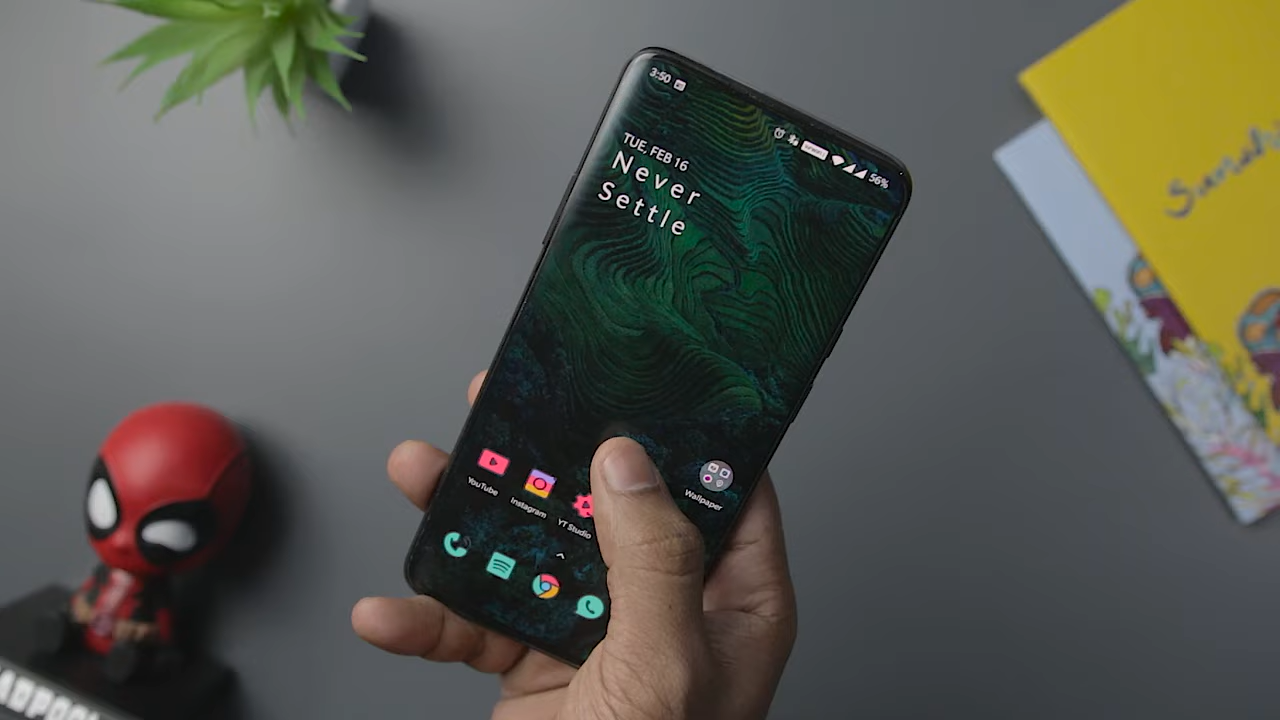 3:50
56%
TUE, FEB 16
Never
Settle
YouTube
Instagram
YT Studio
Wallpaper